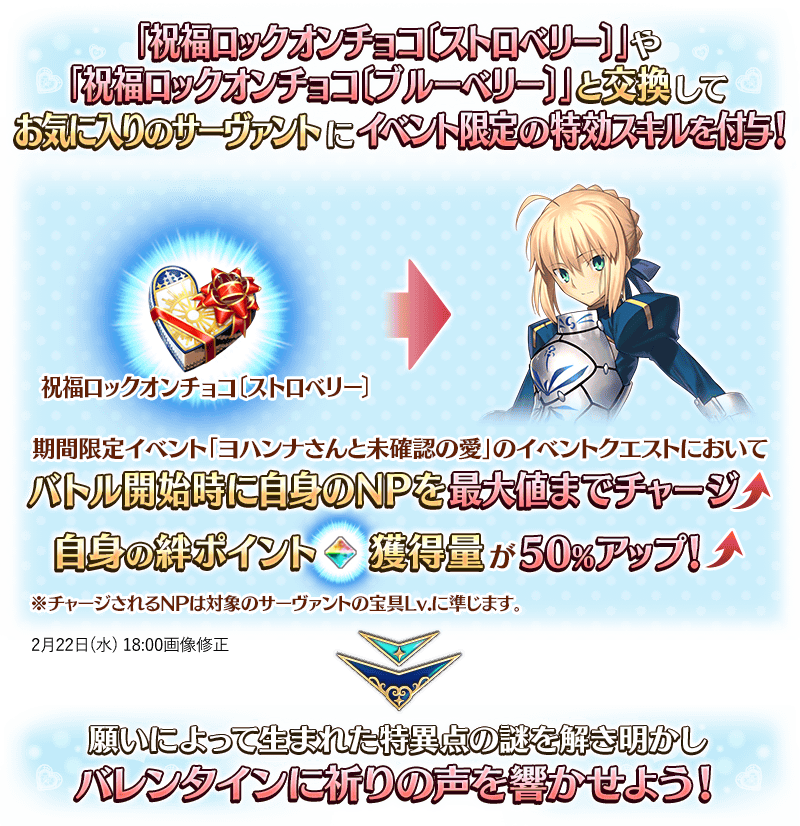 「祝福ロックオンチョコ〔ストロベリー〕」や
「祝福ロックオンチョコ〔ブルーベリー〕」と交換して
お気に入りのサーヴァントにイベント限定の特効スキルを付与！
祝福ロックオンチョコ〔ストロベリー〕
期間限定イベント「ヨハンナさんと未確認の愛」のイベントクエストにおいて
バトル開始時に自身のNPを最大値までチャージ
自身の絆ポイント獲得量が50%アップ！
※チャージされるNPは対象のサーヴァントの宝具Lv.に準じます。
2月22日(水) 18:00画像修正
願いによって生まれた特異点の謎を解き明かし
バレンタインに祈りの声を響かせよう！